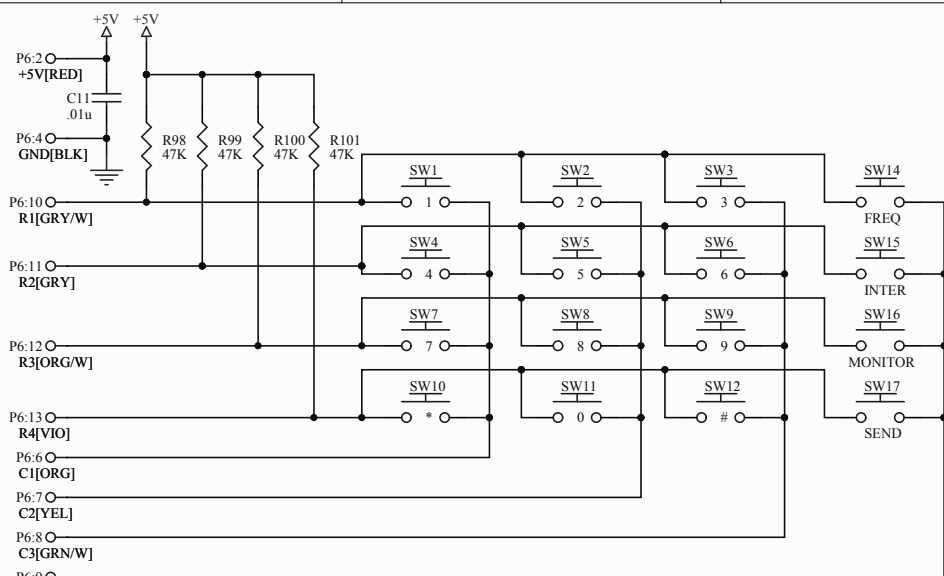 +5V +5V
P6:2
+5V[RED]
C11
.01u
P6:4
GND[BLK]
R98 R99 R100 R101
47K 47K 47K 47K
SW1 SW2 SW3 SW14
P6:10 1 2 3
R1[GRY/W] FREQ
SW4 SW5 SW6 SW15
P6:11 4 5 6
R2[GRY] INTER
SW7 SW8 SW9 SW16
P6:12 7 8 9
R3[ORG/W] MONITOR
SW10 SW11 SW12 SW17
P6:13 * 0 #
R4[VIO] SEND
P6:6
C1[ORG]
P6:7
C2[YEL]
P6:8
C3[GRN/W]